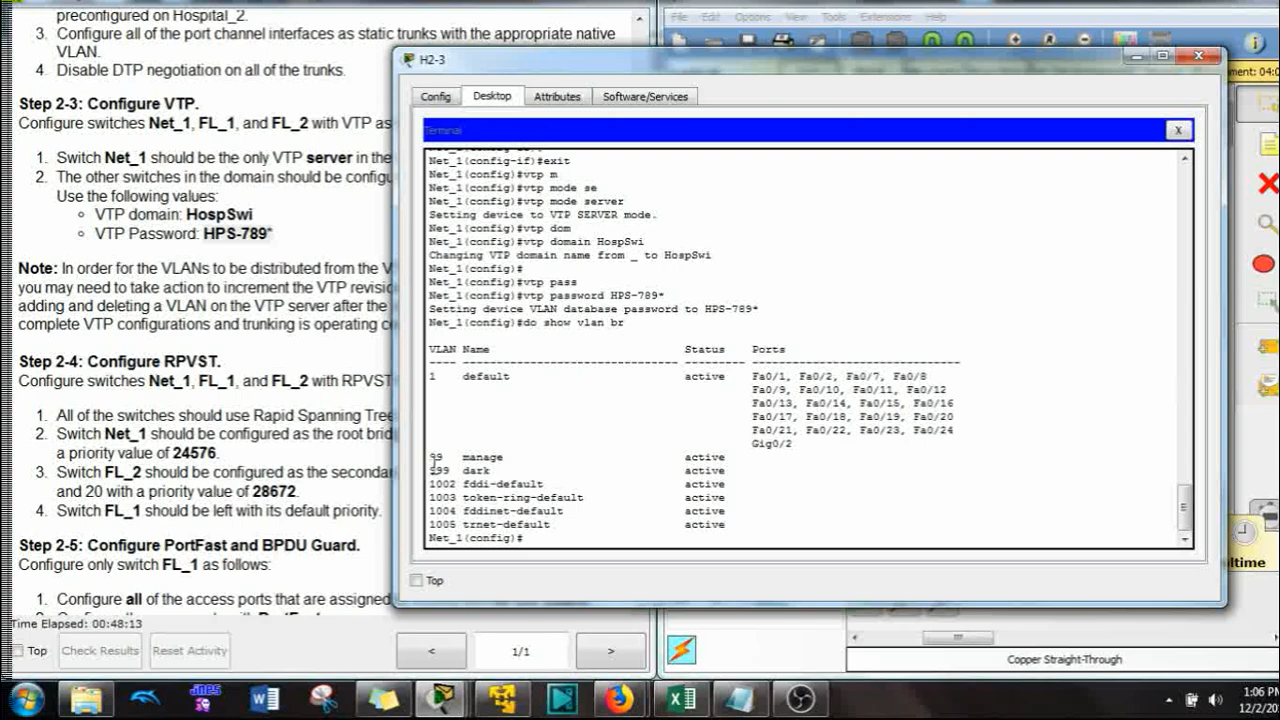 preconfigured on Hospital_2.
3. Configure all of the port channel interfaces as static trunks with the appropriate native
VLAN.
4. Disable DTP negotiation on all of the trunks.
Step 2-3: Configure VTP.
Configure switches Net_1, FL_1, and FL_2 with VTP as
1. Switch Net_1 should be the only VTP server in the
2. The other switches in the domain should be configu
Use the following values:
VTP domain: HospSwi
VTP Password: HPS-789*
Note: In order for the VLANs to be distributed from the V
you may need to take action to increment the VTP revisi
adding and deleting a VLAN on the VTP server after the
complete VTP configurations and trunking is operating c
Step 2-4: Configure RPVST.
Configure switches Net_1, FL_1, and FL_2 with RPVST
1. All of the switches should use Rapid Spanning Tree
2. Switch Net_1 should be configured as the root brid
a priority value of 24576.
3. Switch FL_2 should be configured as the secondar
and 20 with a priority value of 28672.
4. Switch FL_1 should be left with its default priority.
Step 2-5: Configure PortFast and BPDU Guard.
Configure only switch FL_1 as follows:
1. Configure all of the access ports that are assigned
Time Elapsed: 00:48:13
Top
Check Results
Reset Activity
<
1/1
>
File Edit Options View Tools Extensions Help
H2-3
Config Desktop Attributes Software/Services
Terminal
X
Net_1(config-if)#exit
Net_1(config)#vtp m
Net_1(config)#vtp mode se
Net_1(config)#vtp mode server
Setting device to VTP SERVER mode.
Net_1(config)#vtp dom
Net_1(config)#vtp domain HospSwi
Changing VTP domain name from _ to HospSwi
Net_1(config)#
Net_1(config)#vtp pass
Net_1(config)#vtp password HPS-789*
Setting device VLAN database password to HPS-789*
Net_1(config)#do show vlan br
VLAN Name Status Ports
---- -------------------------------- --------- -------------------------------
1 default active Fa0/1, Fa0/2, Fa0/7, Fa0/8
Fa0/9, Fa0/10, Fa0/11, Fa0/12
Fa0/13, Fa0/14, Fa0/15, Fa0/16
Fa0/17, Fa0/18, Fa0/19, Fa0/20
Fa0/21, Fa0/22, Fa0/23, Fa0/24
Gig0/2
99 manage active
199 dark active
1002 fddi-default active
1003 token-ring-default active
1004 fddinet-default active
1005 trnet-default active
Net_1(config)#
Top
ment: 04:0
ltime
Copper Straight-Through
1:06 PM
12/2/20